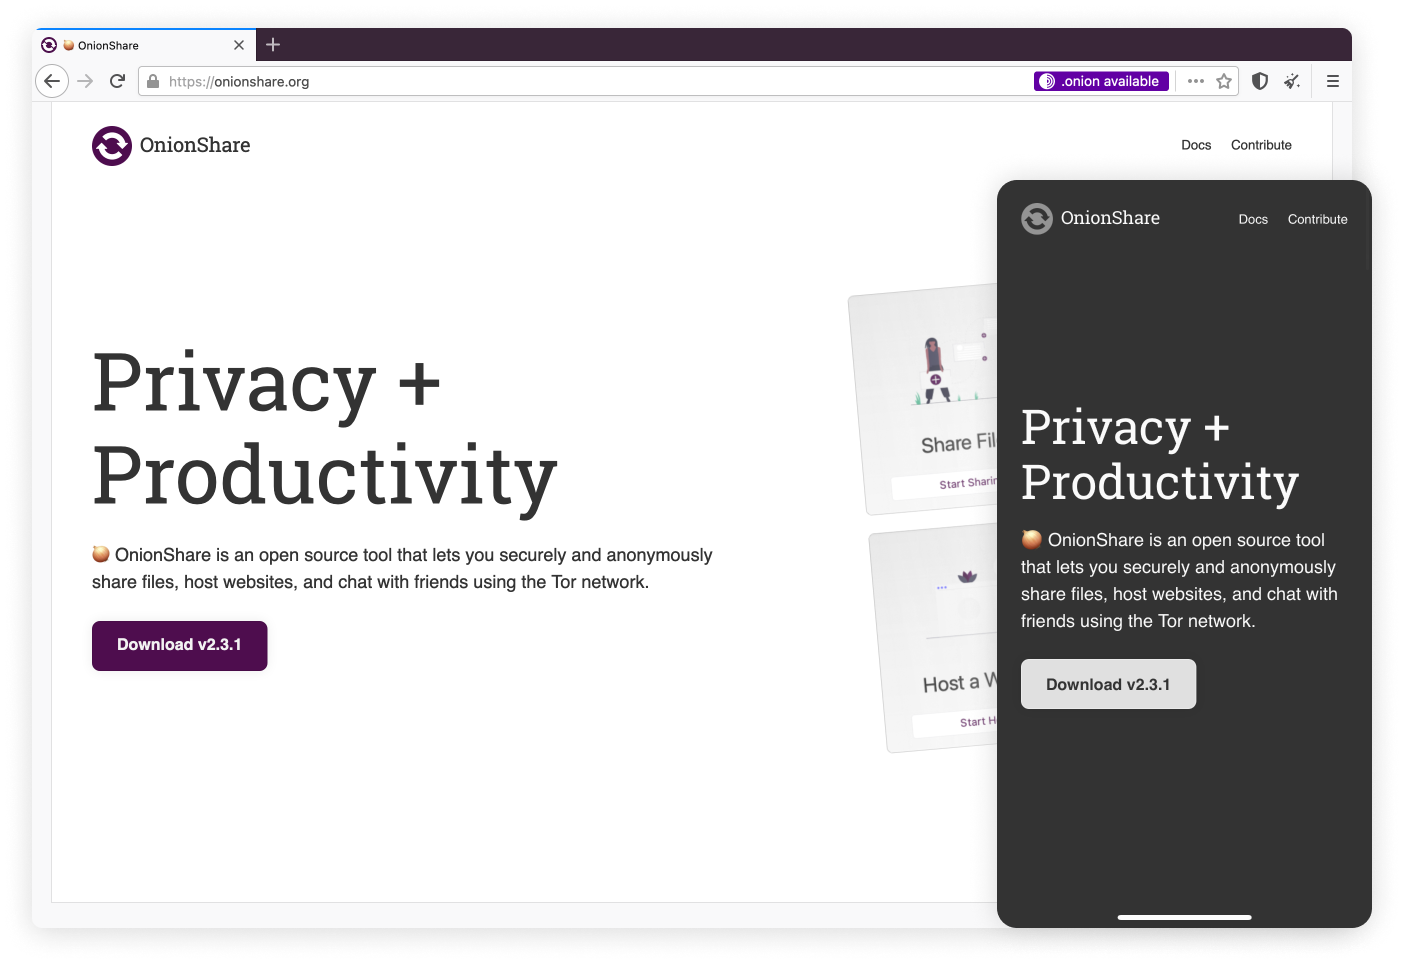 OnionShare
https://onionshare.org
.onion available
OnionShare
Docs
Contribute
Privacy +
Productivity
OnionShare is an open source tool that lets you securely and anonymously
share files, host websites, and chat with friends using the Tor network.
Download v2.3.1
Share
Start
Host a
Start
OnionShare
Docs
Contribute
Privacy +
Productivity
OnionShare is an open source tool
that lets you securely and anonymously
share files, host websites, and chat with
friends using the Tor network.
Download v2.3.1